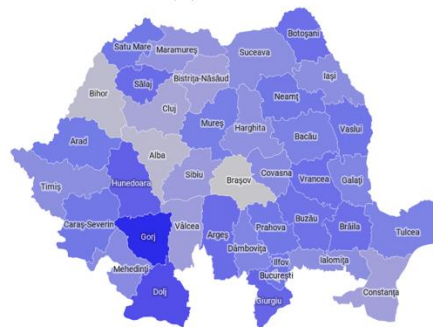 Botoșani
Satu Mare
Maramureș
Suceava
Sălaj
Bistrița-Năsăud
Iași
Bihor
Cluj
Neamț
Mureș
Harghita
Bacău
Vaslui
Arad
Alba
Hunedoara
Sibiu
Brașov
Covasna
Vrancea
Galați
Timiș
Caraș-Severin
Gorj
Vâlcea
Argeș
Prahova
Buzău
Brăila
Tulcea
Dâmbovița
Ilfov
Ialomița
Mehedinți
București
Dolj
Giurgiu
Constanța